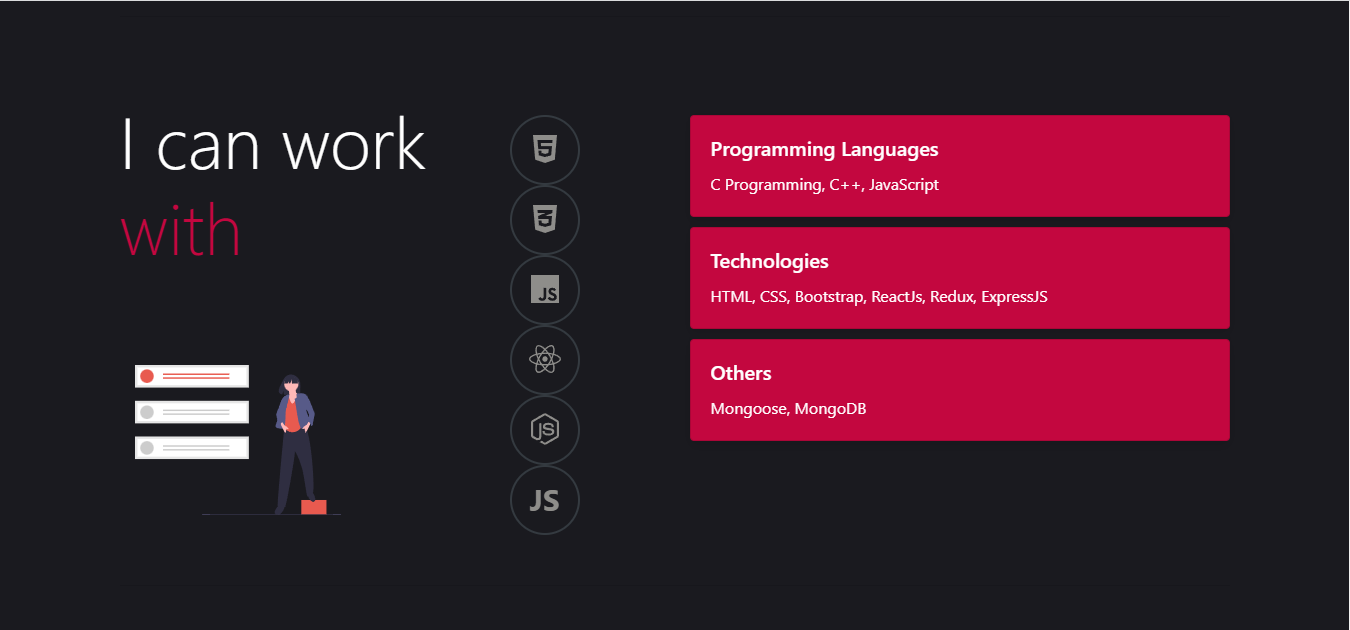 I can work
with
5
3
JS
JS
JS
Programming Languages
C Programming, C++, JavaScript
Technologies
HTML, CSS, Bootstrap, ReactJs, Redux, ExpressJS
Others
Mongoose, MongoDB